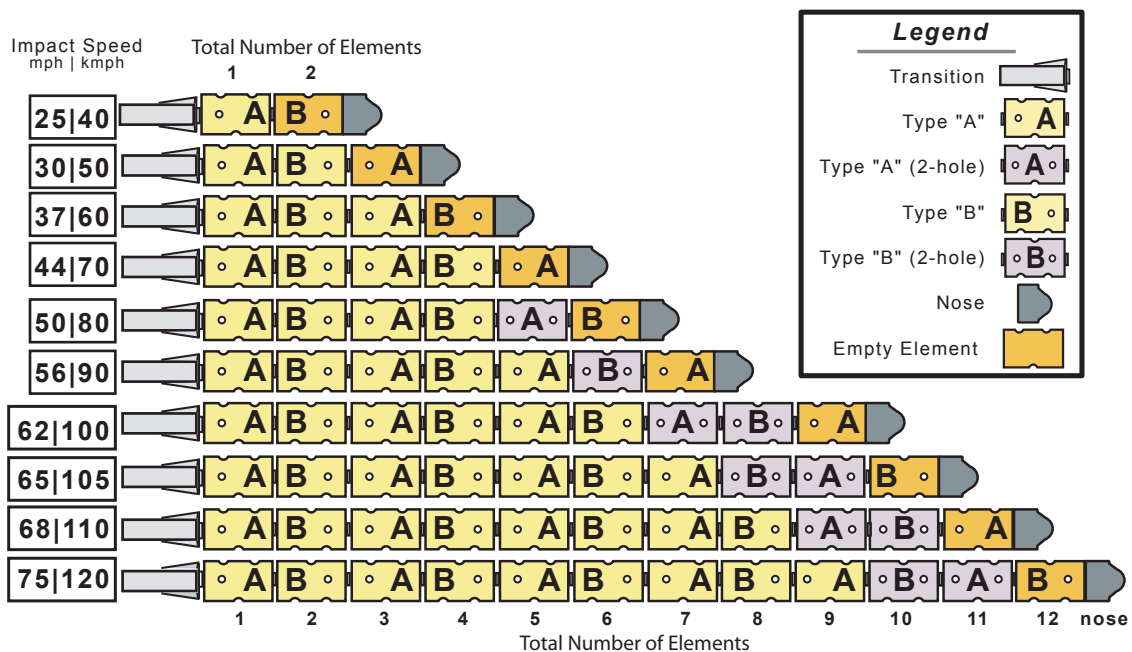 Impact Speed
mph | kmph
Total Number of Elements
1 2
25|40 A B
30|50 A B A
37|60 A B A B
44|70 A B A B A
50|80 A B A B A B
56|90 A B A B A B A
62|100 A B A B A B A B A
65|105 A B A B A B A B A B
68|110 A B A B A B A B A B A
75|120 A B A B A B A B A B A B
1 2 3 4 5 6 7 8 9 10 11 12 nose
Total Number of Elements
Legend
Transition
Type "A" A
Type "A" (2-hole) A
Type "B" B
Type "B" (2-hole) B
Nose
Empty Element